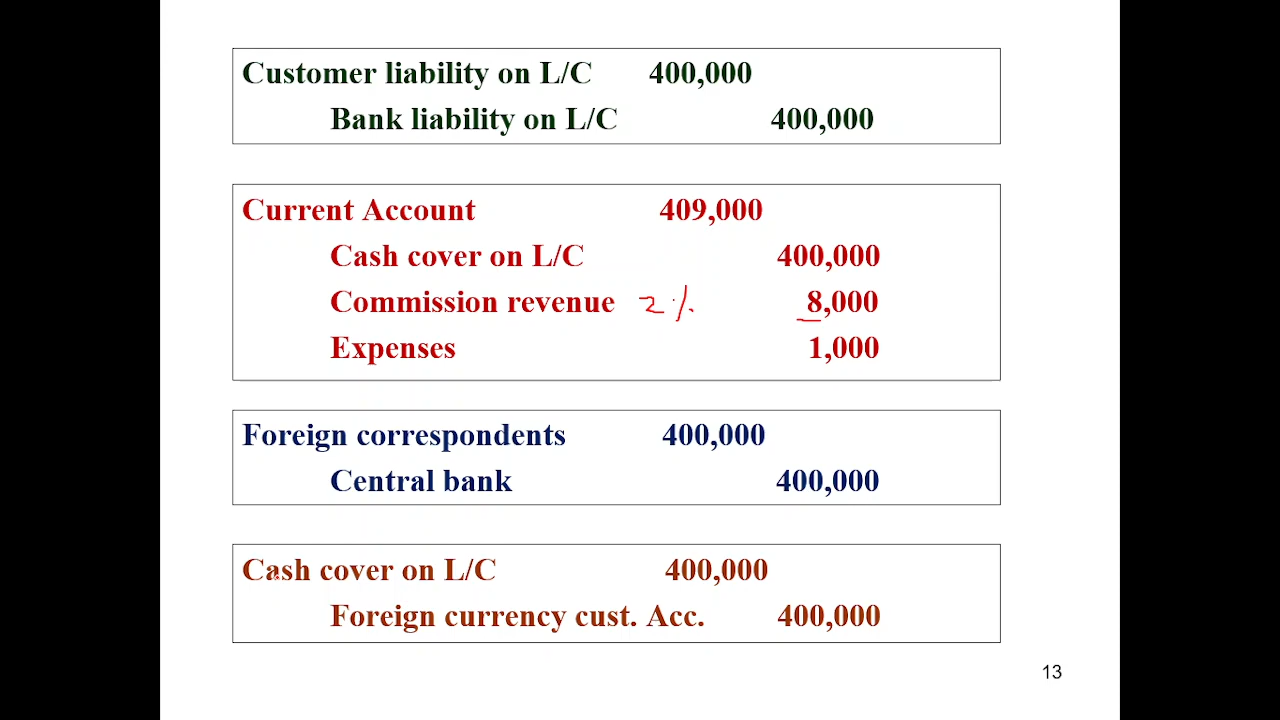 Customer liability on L/C 400,000
Bank liability on L/C 400,000
Current Account 409,000
Cash cover on L/C 400,000
Commission revenue 2% 8,000
Expenses 1,000
Foreign correspondents 400,000
Central bank 400,000
Cash cover on L/C 400,000
Foreign currency cust. Acc. 400,000
13